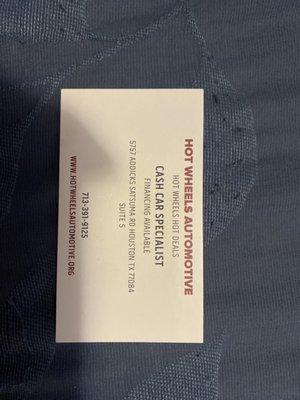 HOT WHEELS AUTOMOTIVE
HOT WHEELS HOT DEALS
CASH CAR SPECIALIST
FINANCING AVAILABLE
5757 ADDICKS SATSUMA RD HOUSTON TX 77084
SUITE 5
713-391-9125
WWW.HOTWHEELSAUTOMOTIVE.ORG